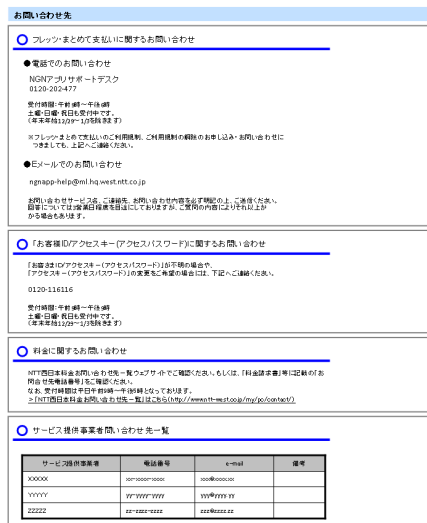 お問い合わせ先
フレッツ・まとめて支払いに関するお問い合わせ
●電話でのお問い合わせ
NGNアプリサポートデスク
0120-202-477
受付時間：午前9時～午後6時
土曜・日曜・祝日も受付中です。
（年末年始12/29～1/3を除きます）
※フレッツ・まとめて支払いのご利用規制、ご利用規制の解除のお申し込み・お問い合わせに
つきましても、上記へご連絡ください。
●Eメールでのお問い合わせ
ngnapp-help@ml.hq.west.ntt.co.jp
お問い合わせサービス名、ご連絡先、お問い合わせ内容を必ず明記の上、ご送信ください。
回答については3営業日程度を目途にしておりますが、ご質問の内容によりそれ以上か
かる場合もあります。
「お客様ID/アクセスキー(アクセスパスワード)」に関するお問い合わせ
「お客さまID/アクセスキー(アクセスパスワード)」が不明の場合や、
「アクセスキー(アクセスパスワード)」の変更をご希望の場合には、下記へご連絡ください。
0120-116116
受付時間：午前9時～午後9時
土曜・日曜・祝日も受付中です。
（年末年始12/29～1/3を除きます）
料金に関するお問い合わせ
NTT西日本料金お問い合わせ先一覧ウェブサイトでご確認ください。もしくは、「料金請求書」等に記載の「お
問合せ先電話番号」をご確認ください。
なお、受付時間は平日午前9時～午後5時となっております。
＞「NTT西日本料金お問い合わせ先一覧」はこちら(http://www.ntt-west.co.jp/my/pc/contact/)
サービス提供事業者問い合わせ先一覧
サービス提供事業者 電話番号 e-mail 備考
XXXXX xx-xxxx-xxxx xxx@xxxx.xx
YYYYY yy-yyyy-yyyy yyy@yyyy.yy
ZZZZZ zz-zzzz-zzzz zzz@zzzz.zz